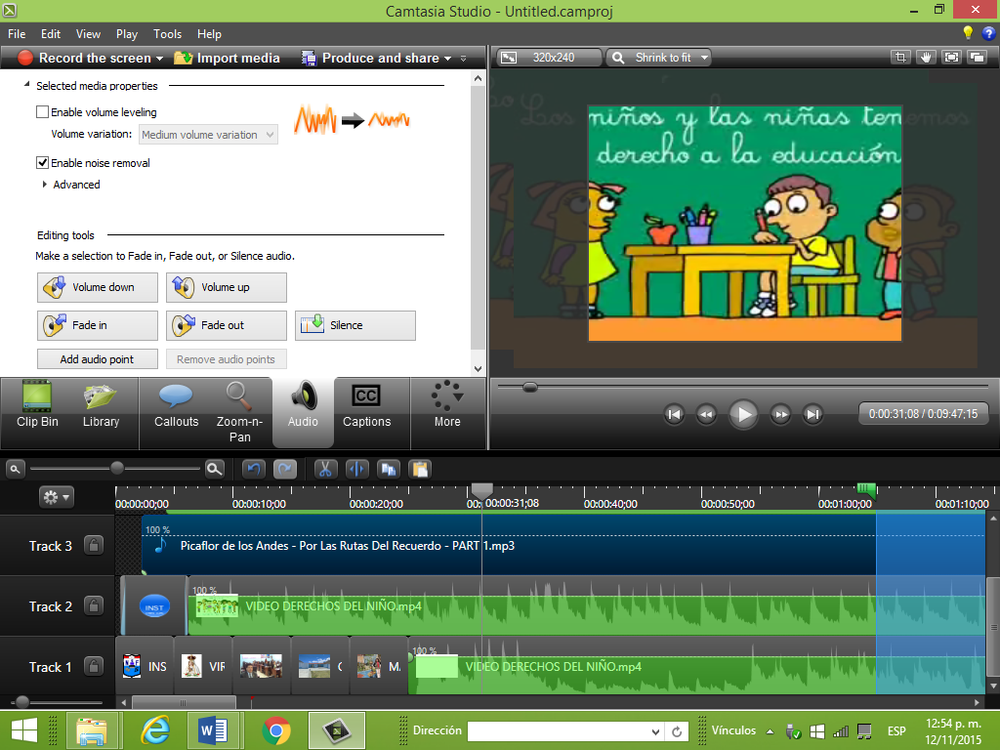 Camtasia Studio - Untitled.camproj
File Edit View Play Tools Help
Record the screen Import media Produce and share
320x240 Shrink to fit
Selected media properties
Enable volume leveling
Volume variation: Medium volume variation
Enable noise removal
Advanced
Editing tools
Make a selection to Fade in, Fade out, or Silence audio.
Volume down Volume up
Fade in Fade out Silence
Add audio point Remove audio points
Los niños y las niñas tenemos
derecho a la educación
Clip Bin Library Callouts Zoom-n-Pan Audio CC Captions More
0:00:31;08 / 0:09:47;15
00:00:00;00 00:00:10;00 00:00:20;00 00: 00:00:31;08 00:00:40;00 00:00:50;00 00:01:00;00 00:01:10;00
Track 3 100 % Picaflor de los Andes - Por Las Rutas Del Recuerdo - PART 1.mp3
Track 2 INST 100 % VIDEO DERECHOS DEL NIÑO.mp4
Track 1 INS VIF C M. 100 % VIDEO DERECHOS DEL NIÑO.mp4
Dirección Vínculos ESP 12:54 p. m.
12/11/2015